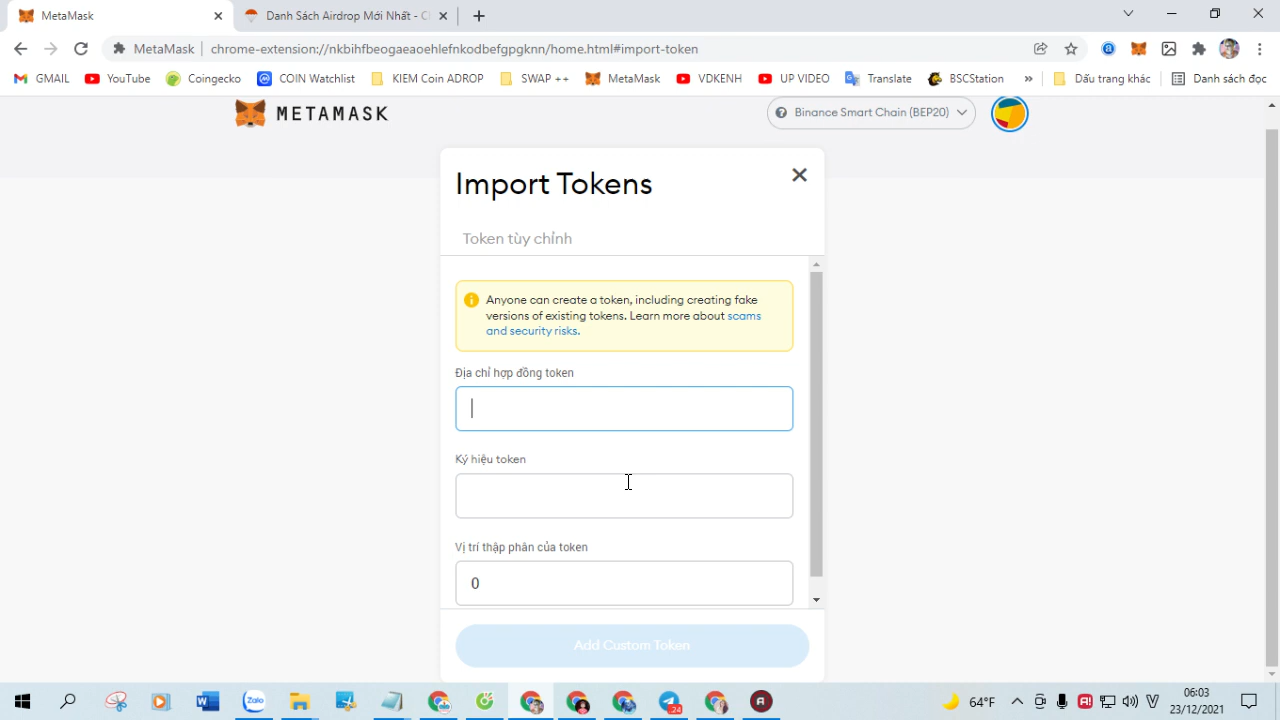 MetaMask
Danh Sách Airdrop Mới Nhất - C
MetaMask
chrome-extension://nkbihfbeogaeaoehlefnkodbefgpgknn/home.html#import-token
GMAIL
YouTube
Coingecko
COIN Watchlist
KIEM Coin ADROP
SWAP ++
MetaMask
VDKENH
UP VIDEO
Translate
BSCStation
»
Dấu trang khác
Danh sách đọc
METAMASK
Binance Smart Chain (BEP20)
Import Tokens
Token tùy chỉnh
Anyone can create a token, including creating fake
versions of existing tokens. Learn more about scams
and security risks.
Địa chỉ hợp đồng token
Ký hiệu token
Vị trí thập phân của token
0
Add Custom Token
Zalo
24
64°F
06:03
23/12/2021